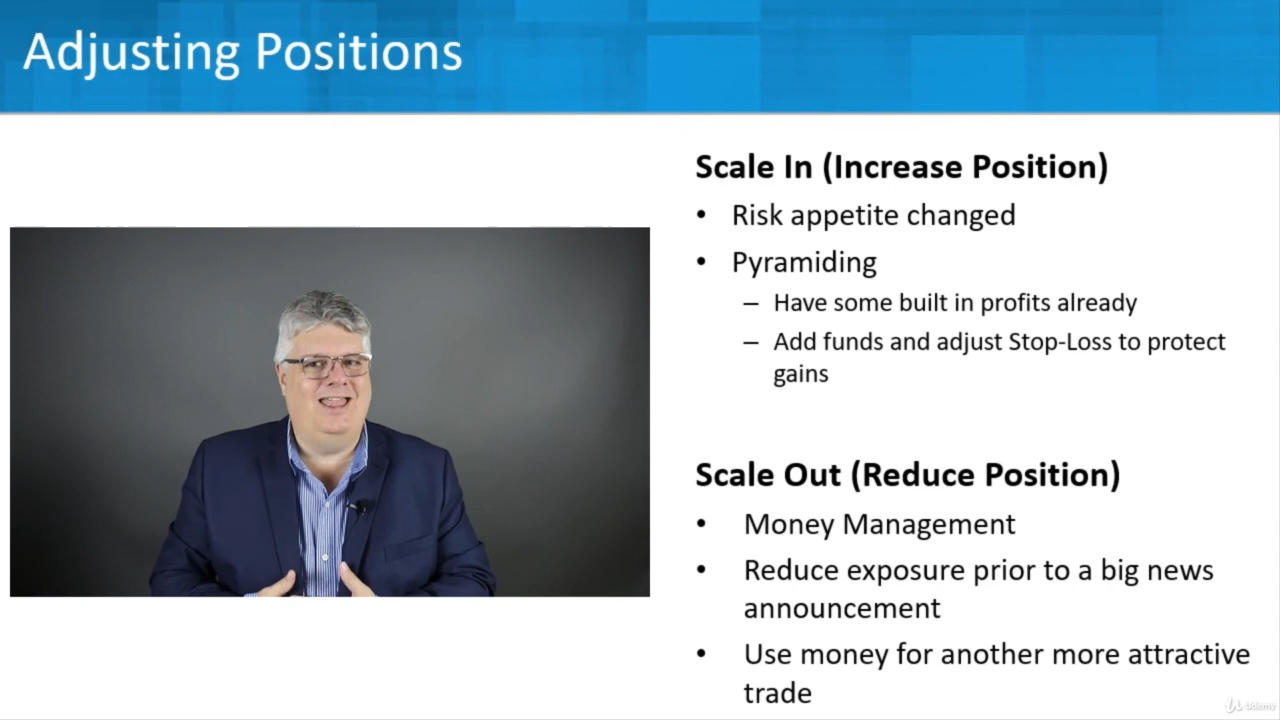 Adjusting Positions
Scale In (Increase Position)
• Risk appetite changed
• Pyramiding
– Have some built in profits already
– Add funds and adjust Stop-Loss to protect
gains
Scale Out (Reduce Position)
• Money Management
• Reduce exposure prior to a big news
announcement
• Use money for another more attractive
trade
Udemy